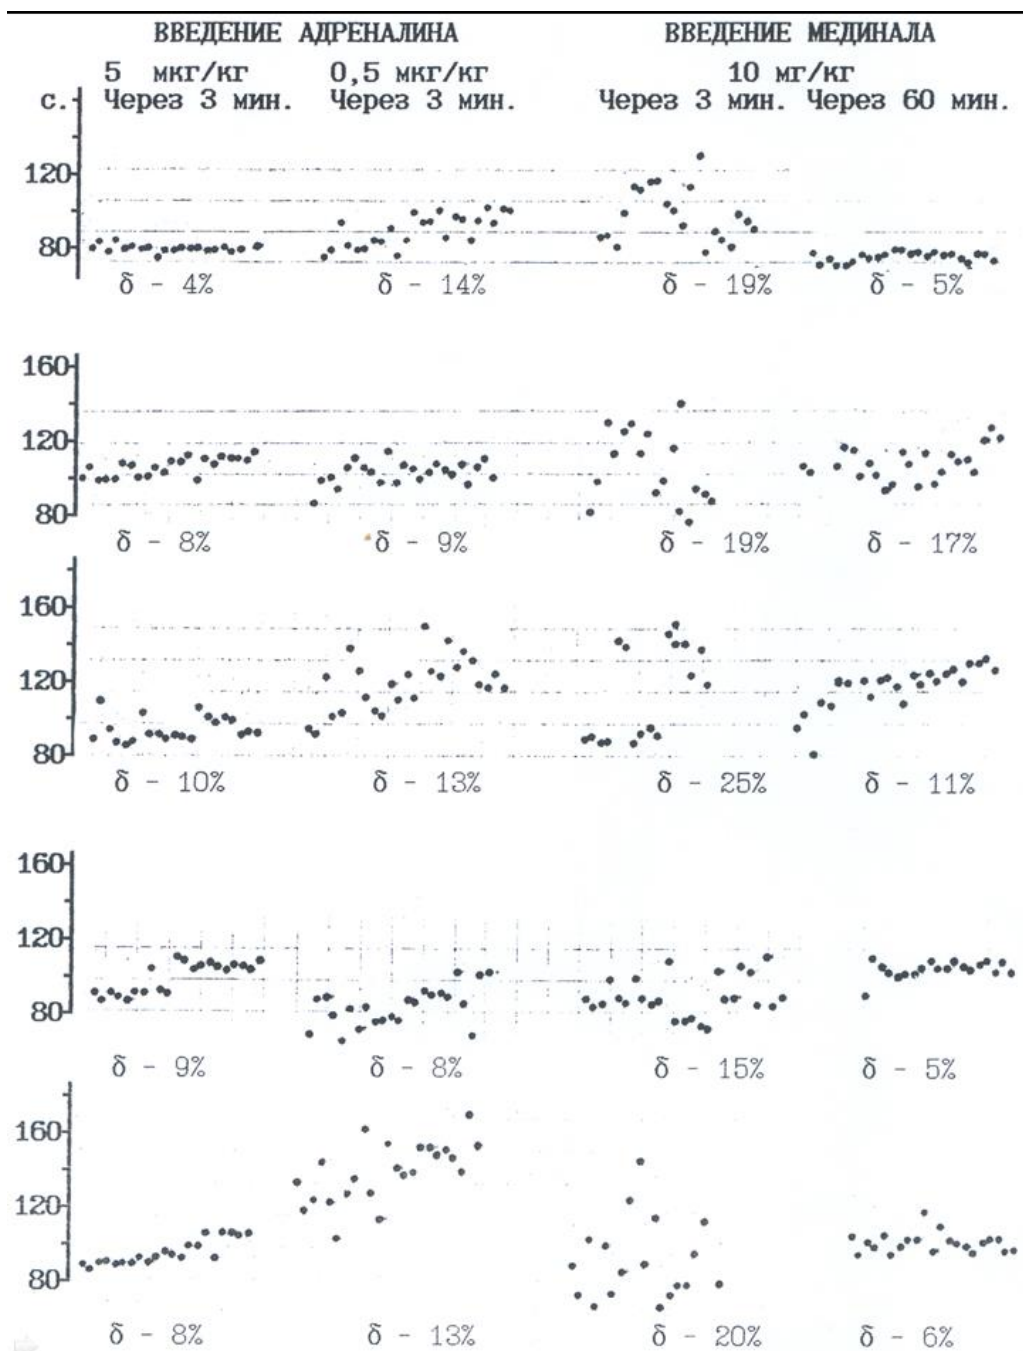 ВВЕДЕНИЕ АДРЕНАЛИНА ВВЕДЕНИЕ МЕДИНАЛА
5 мкг/кг 0,5 мкг/кг 10 мг/кг
с. Через 3 мин. Через 3 мин. Через 3 мин. Через 60 мин.
120
80
δ - 4% δ - 14% δ - 19% δ - 5%
160
120
80
δ - 8% δ - 9% δ - 19% δ - 17%
160
120
80
δ - 10% δ - 13% δ - 25% δ - 11%
160
120
80
δ - 9% δ - 8% δ - 15% δ - 5%
160
120
80
δ - 8% δ - 13% δ - 20% δ - 6%